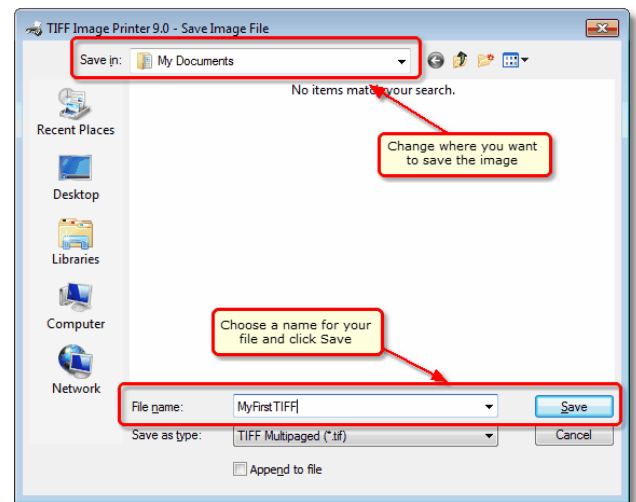 TIFF Image Printer 9.0 - Save Image File
Save in:
My Documents
No items match your search.
Recent Places
Change where you want
to save the image
Desktop
Libraries
Computer
Choose a name for your
file and click Save
Network
File name:
MyFirstTIFF
Save
Save as type:
TIFF Multipaged (*.tif)
Cancel
Append to file